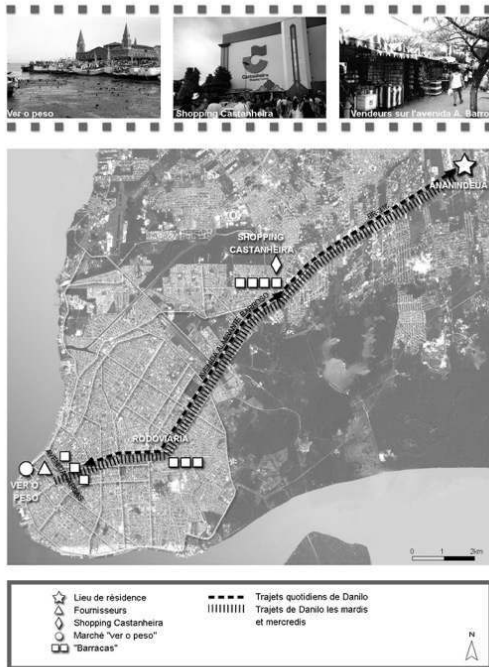 Ver o peso
Shopping Castanheira
Vendeurs sur l'avenida A. Barro
Castanheira
ANANINDEUA
SHOPPING
CASTANHEIRA
RODOVIARIA
VER O
PESO
0 1 2km
Lieu de résidence
Fournisseurs
Shopping Castanheira
Marché "ver o peso"
"Barracas"
Trajets quotidiens de Danilo
Trajets de Danilo les mardis
et mercredis
N